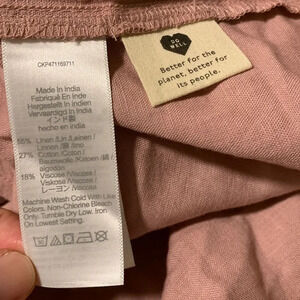 CKP471169711
Made In India
Fabriqué En Inde
Hergestellt in Indien
Vervaardigd in India
インド製
hecho en indio
55% Linen / Lin / Leinen /
Linnen / 麻 / lino
27% Cotton / Coton /
Baumwolle / Katoen / 綿 /
algodón
18% Viscose / Viscose /
Viskose / Viscose /
レーヨン / Viscosa
Machine Wash Cold With Like
Colors. Non-Chlorine Bleach
Only. Tumble Dry Low. Iron
On Lowest Setting.
DO
WELL
Better for the
planet, better for
its people.